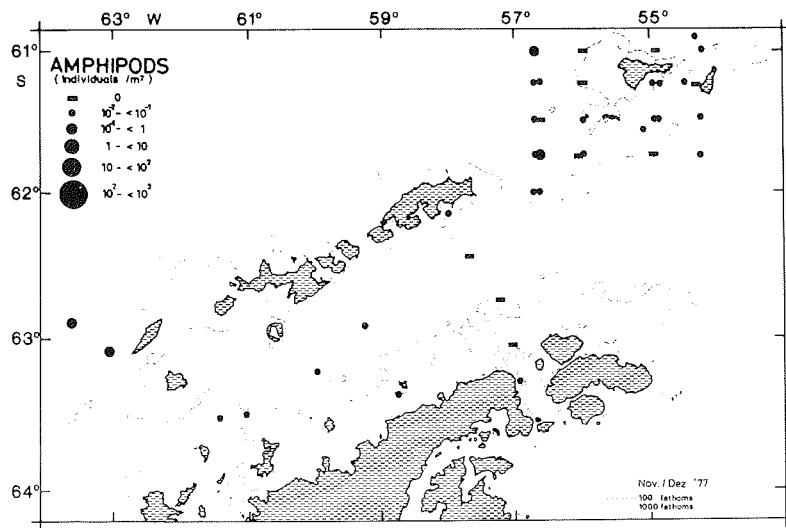 63° W 61° 59° 57° 55°
61°
S
AMPHIPODS
(Individuals /m²)
0
10⁻² - < 10⁻¹
10⁻¹ - < 1
1 - < 10
10 - < 10²
10² - < 10³
62°
63°
64°
Nov. / Dez '77
100 fathoms
1000 fathoms